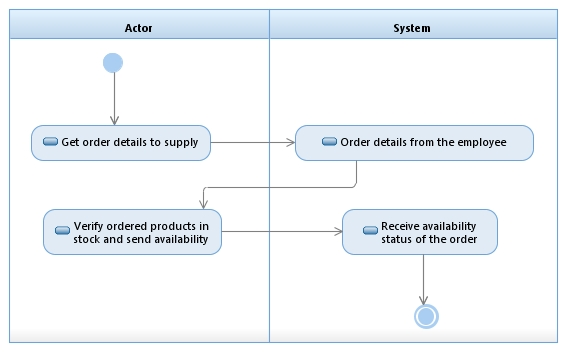 Actor
System
Get order details to supply
Order details from the employee
Verify ordered products in
stock and send availability
Receive availability
status of the order